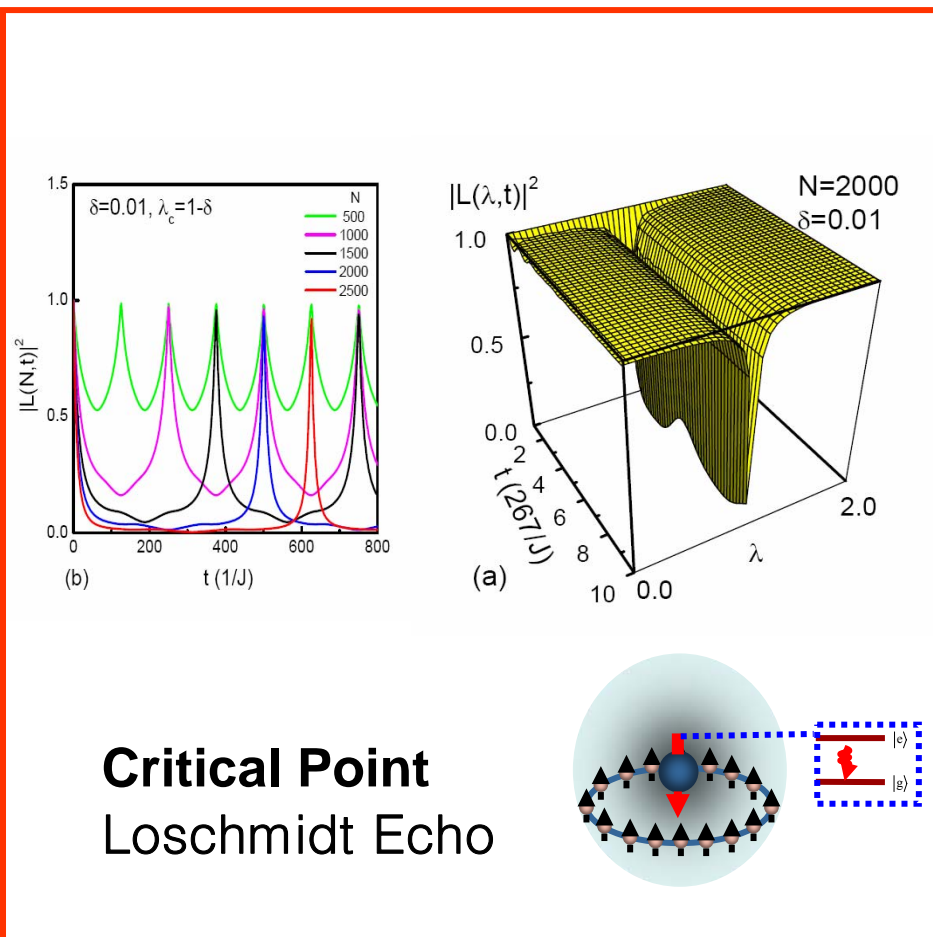 1.5
δ=0.01, λc=1-δ
N
500
1000
1500
2000
2500
1.0
|L(N,t)|²
0.5
0.0
0 200 400 600 800
(b) t (1/J)
|L(λ,t)|²
N=2000
δ=0.01
1.0
0.5
0.0
2
4
6
8
10
t (267/J)
0.0
λ
2.0
(a)
Critical Point
Loschmidt Echo
|e⟩
|g⟩